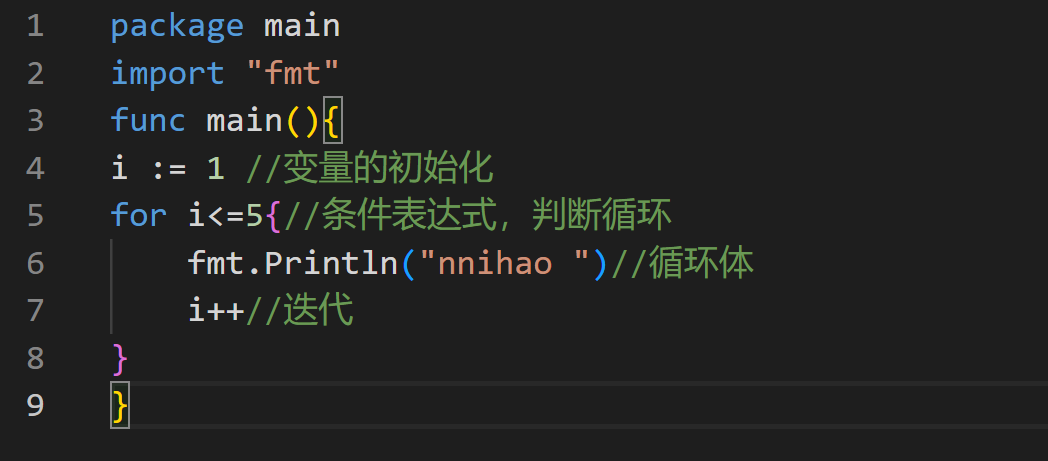 1 package main
2 import "fmt"
3 func main(){
4 i := 1 //变量的初始化
5 for i<=5{//条件表达式，判断循环
6     fmt.Println("nnihao ")//循环体
7     i++//迭代
8 }
9 }